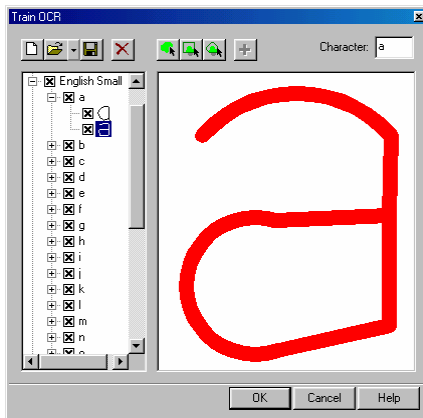 Train OCR
Character: a
English Small
a
b
c
d
e
f
g
h
i
j
k
l
m
n
a
OK Cancel Help